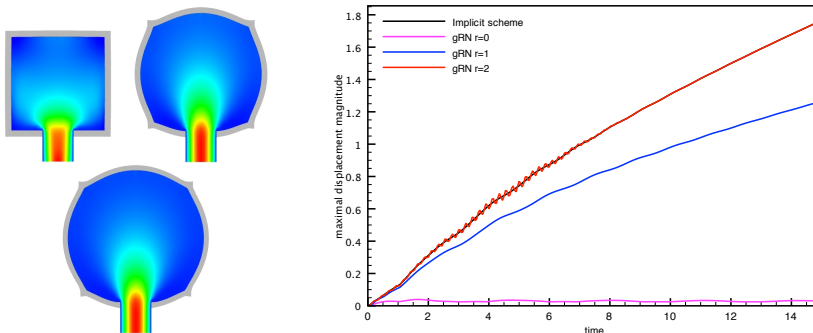 Implicit scheme
gRN r=0
gRN r=1
gRN r=2
maximal displacement magnitude
1.8
1.6
1.4
1.2
1
0.8
0.6
0.4
0.2
0
0 2 4 6 8 10 12 14
time